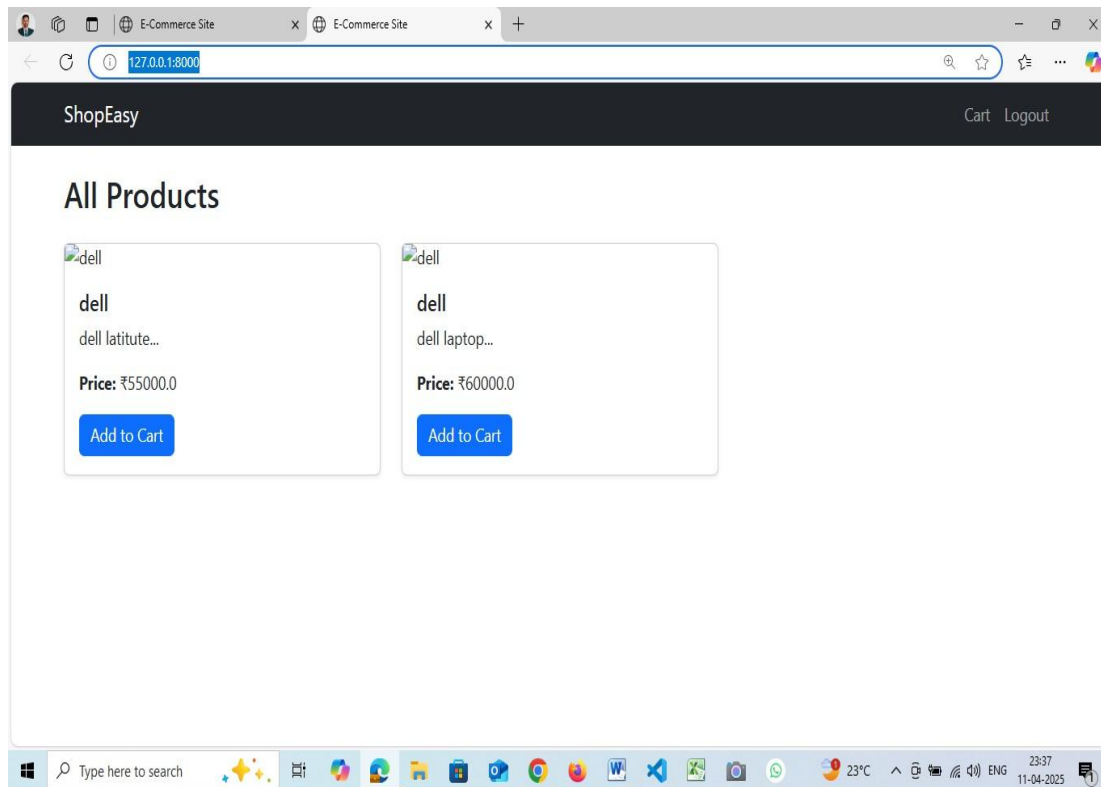 E-Commerce Site
E-Commerce Site
127.0.0.1:8000
ShopEasy
Cart Logout
All Products
dell
dell
dell
dell
dell latitute...
dell laptop...
Price: ₹55000.0
Price: ₹60000.0
Add to Cart
Add to Cart
Type here to search
23°C
ENG
23:37
11-04-2025
1